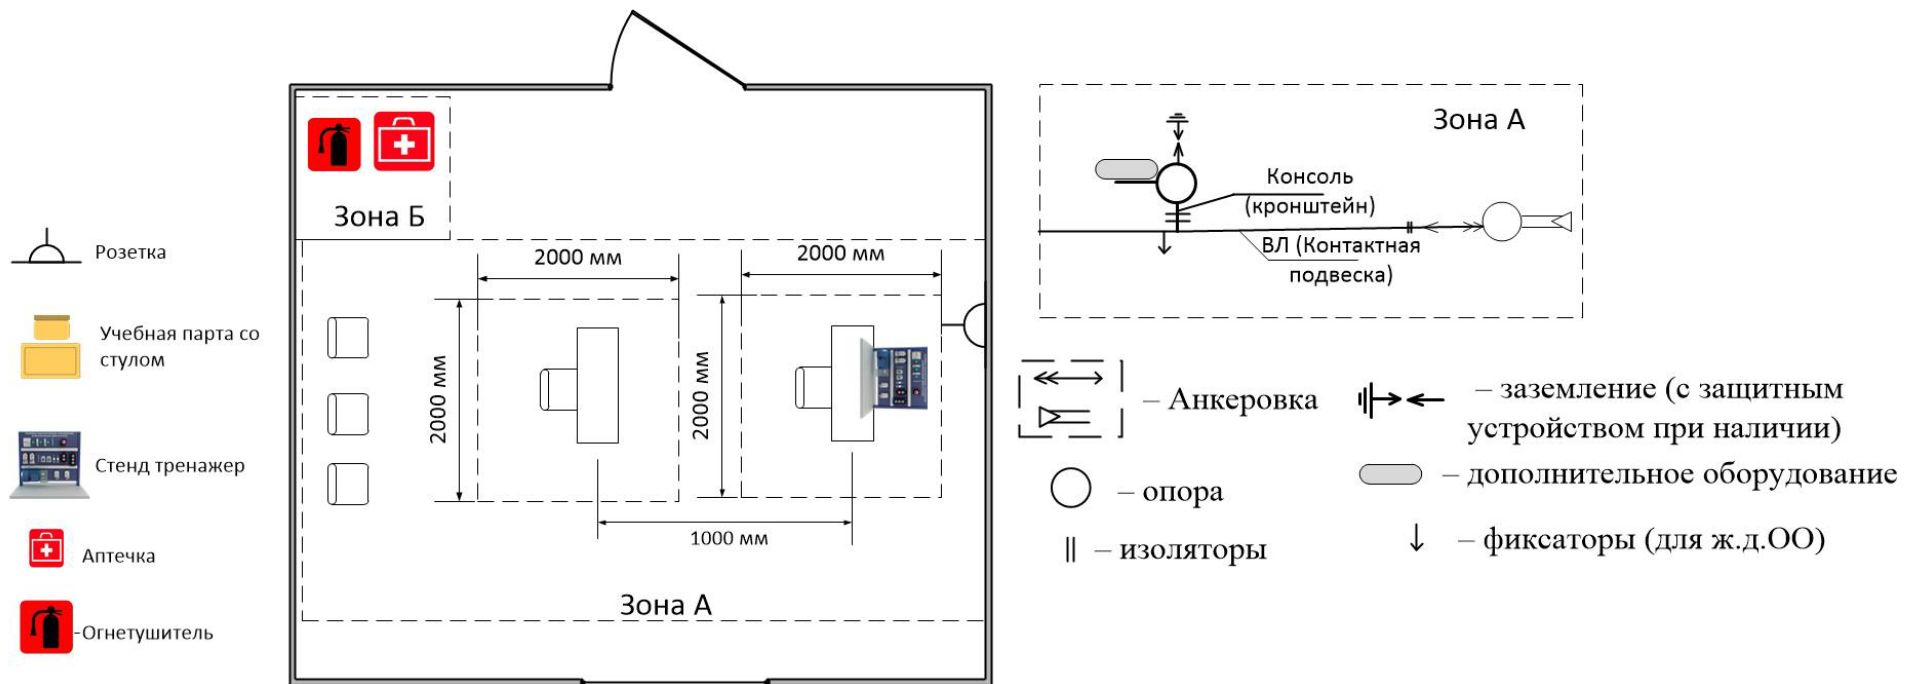 Розетка
Учебная парта со
стулом
Стенд тренажер
Аптечка
-Огнетушитель
Зона Б
2000 мм
2000 мм
2000 мм
2000 мм
1000 мм
Зона А
Зона А
Консоль
(кронштейн)
ВЛ (Контактная
подвеска)
– Анкеровка
– опора
– изоляторы
– заземление (с защитным
устройством при наличии)
– дополнительное оборудование
– фиксаторы (для ж.д.ОО)